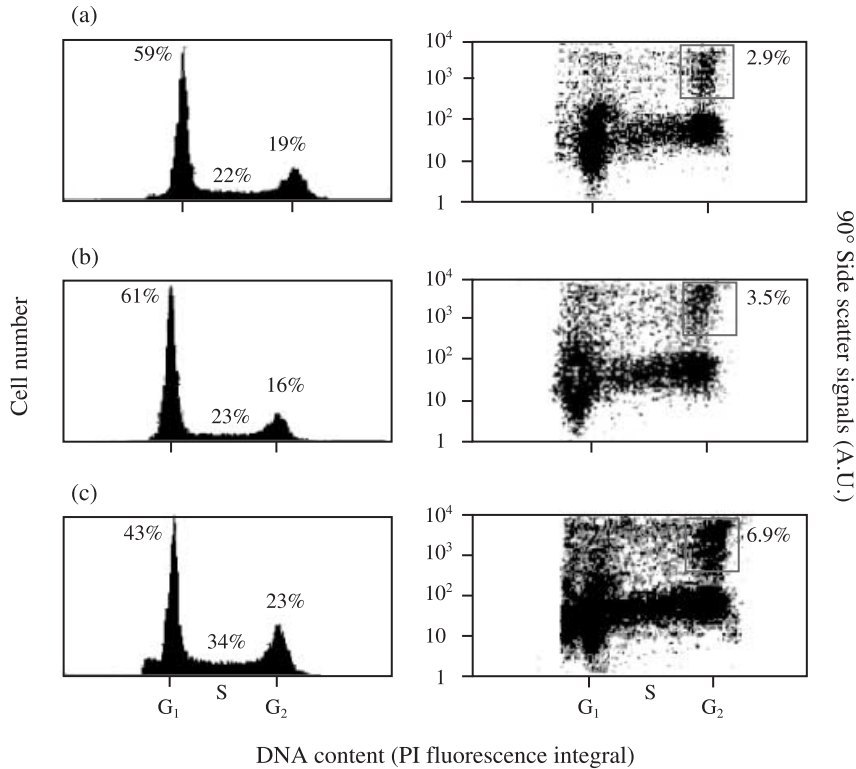 (a)
59%
22%
19%
10⁴
10³
10²
10
1
2.9%
(b)
61%
23%
16%
10⁴
10³
10²
10
1
3.5%
(c)
43%
34%
23%
10⁴
10³
10²
10
1
6.9%
G₁
S
G₂
G₁
S
G₂
Cell number
90° Side scatter signals (A.U.)
DNA content (PI fluorescence integral)